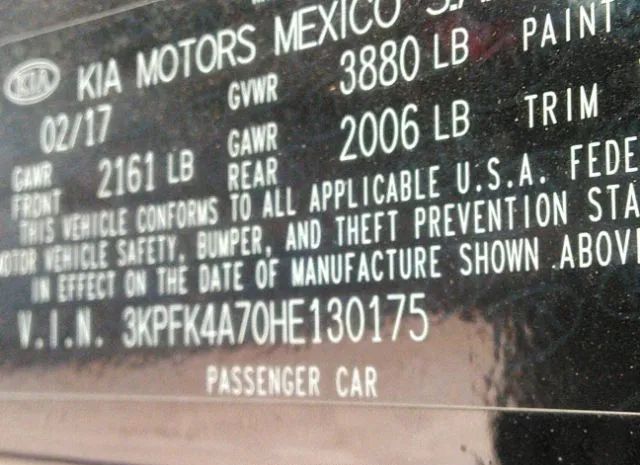 KIA KIA MOTORS MEXICO S.A
02/17 GVWR 3880 LB PAINT
GAWR FRONT 2161 LB GAWR REAR 2006 LB TRIM
THIS VEHICLE CONFORMS TO ALL APPLICABLE U.S.A. FEDE
MOTOR VEHICLE SAFETY, BUMPER, AND THEFT PREVENTION STA
IN EFFECT ON THE DATE OF MANUFACTURE SHOWN ABOVE
V.I.N. 3KPFK4A70HE130175
PASSENGER CAR